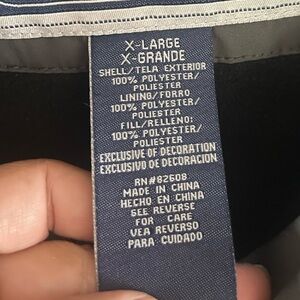 X-LARGE
X-GRANDE
SHELL/TELA EXTERIOR
100% POLYESTER/
POLIESTER
LINING/FORRO
100% POLYESTER/
POLIESTER
FILL/RELLENO:
100% POLYESTER/
POLIESTER
EXCLUSIVE OF DECORATION
EXCLUSIVO DE DECORACION
RN#82608
MADE IN CHINA
HECHO EN CHINA
SEE REVERSE
FOR CARE
VEA REVERSO
PARA CUIDADO